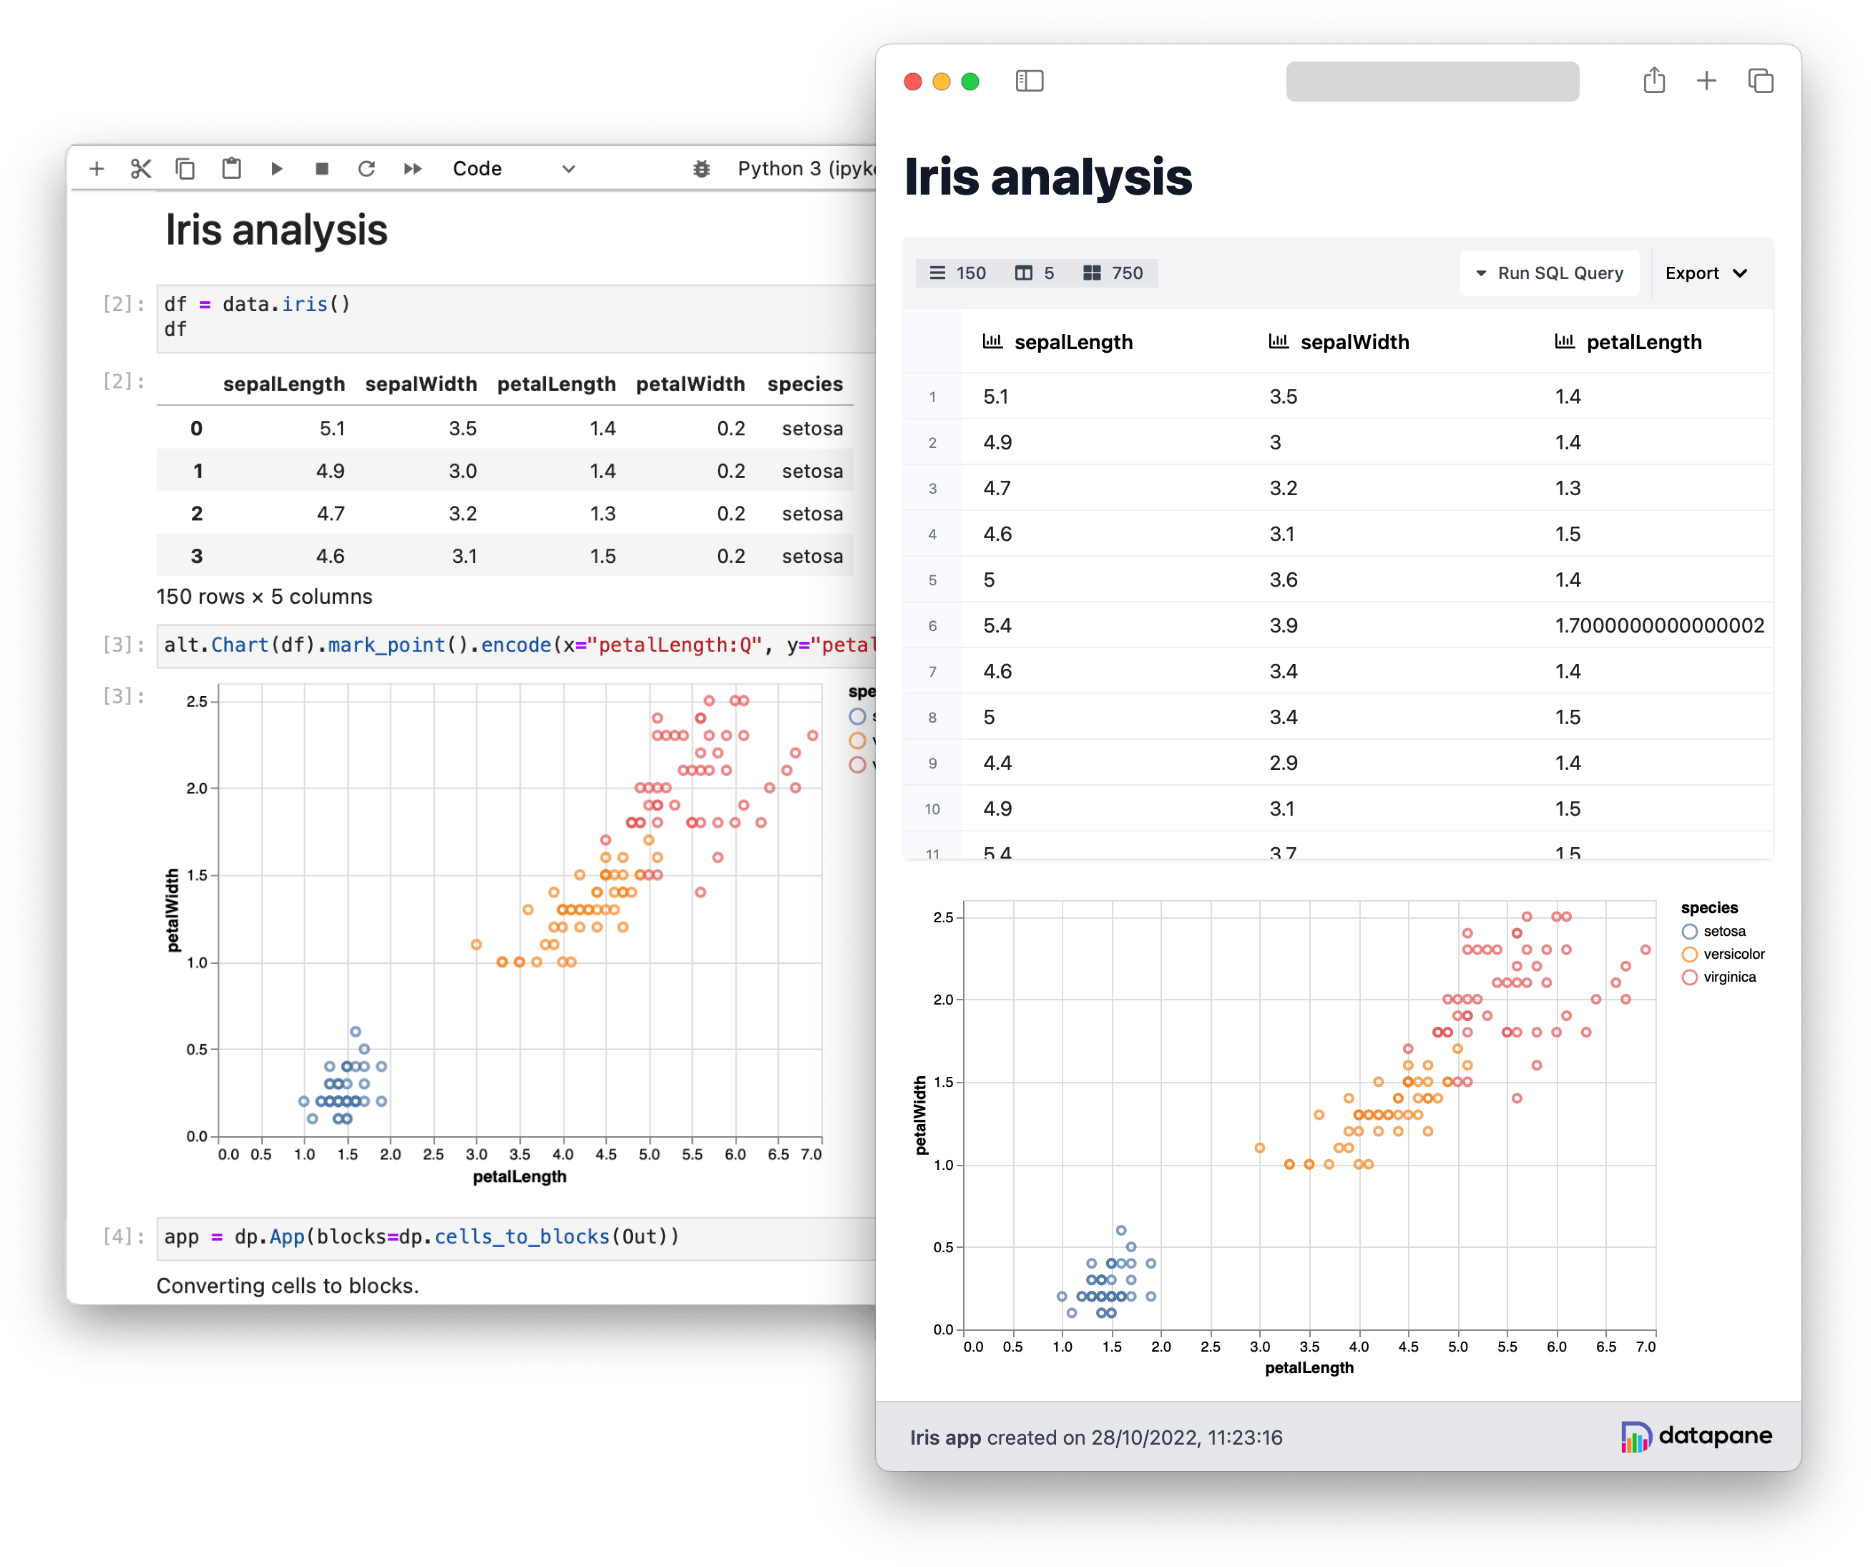 Code
Python 3 (ipyk
Iris analysis
[2]:
df = data.iris()
df
[2]:
sepalLength sepalWidth petalLength petalWidth species
0 5.1 3.5 1.4 0.2 setosa
1 4.9 3.0 1.4 0.2 setosa
2 4.7 3.2 1.3 0.2 setosa
3 4.6 3.1 1.5 0.2 setosa
150 rows × 5 columns
[3]:
alt.Chart(df).mark_point().encode(x="petalLength:Q", y="petal
[3]:
spe
2.5
2.0
1.5
1.0
0.5
0.0
petalWidth
0.0 0.5 1.0 1.5 2.0 2.5 3.0 3.5 4.0 4.5 5.0 5.5 6.0 6.5 7.0
petalLength
[4]:
app = dp.App(blocks=dp.cells_to_blocks(Out))
Converting cells to blocks.
Iris analysis
150 5 750
Run SQL Query
Export
sepalLength sepalWidth petalLength
1 5.1 3.5 1.4
2 4.9 3 1.4
3 4.7 3.2 1.3
4 4.6 3.1 1.5
5 5 3.6 1.4
6 5.4 3.9 1.7000000000000002
7 4.6 3.4 1.4
8 5 3.4 1.5
9 4.4 2.9 1.4
10 4.9 3.1 1.5
11 5.4 3.7 1.5
2.5
2.0
1.5
1.0
0.5
0.0
petalWidth
0.0 0.5 1.0 1.5 2.0 2.5 3.0 3.5 4.0 4.5 5.0 5.5 6.0 6.5 7.0
petalLength
species
setosa
versicolor
virginica
Iris app created on 28/10/2022, 11:23:16
datapane